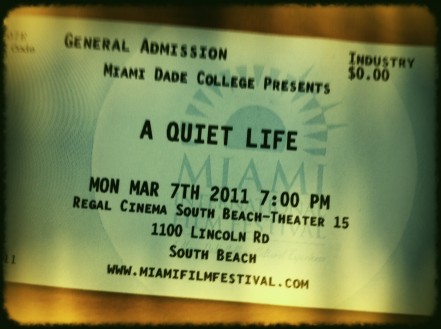 GENERAL ADMISSION
INDUSTRY
$0.00
MIAMI DADE COLLEGE PRESENTS
A QUIET LIFE
MIAMI
MON MAR 7TH 2011 7:00 PM
REGAL CINEMA SOUTH BEACH-THEATER 15
1100 LINCOLN RD
SOUTH BEACH
WWW.MIAMIFILMFESTIVAL.COM